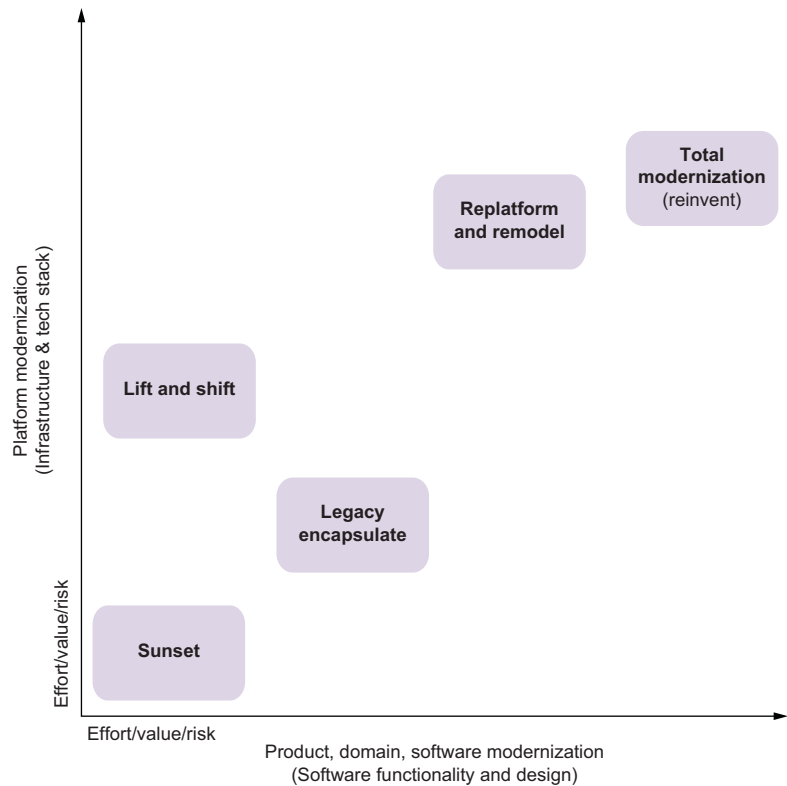 Total
modernization
(reinvent)
Replatform
and remodel
Lift and shift
Legacy
encapsulate
Sunset
Platform modernization
(Infrastructure & tech stack)
Effort/value/risk
Effort/value/risk
Product, domain, software modernization
(Software functionality and design)